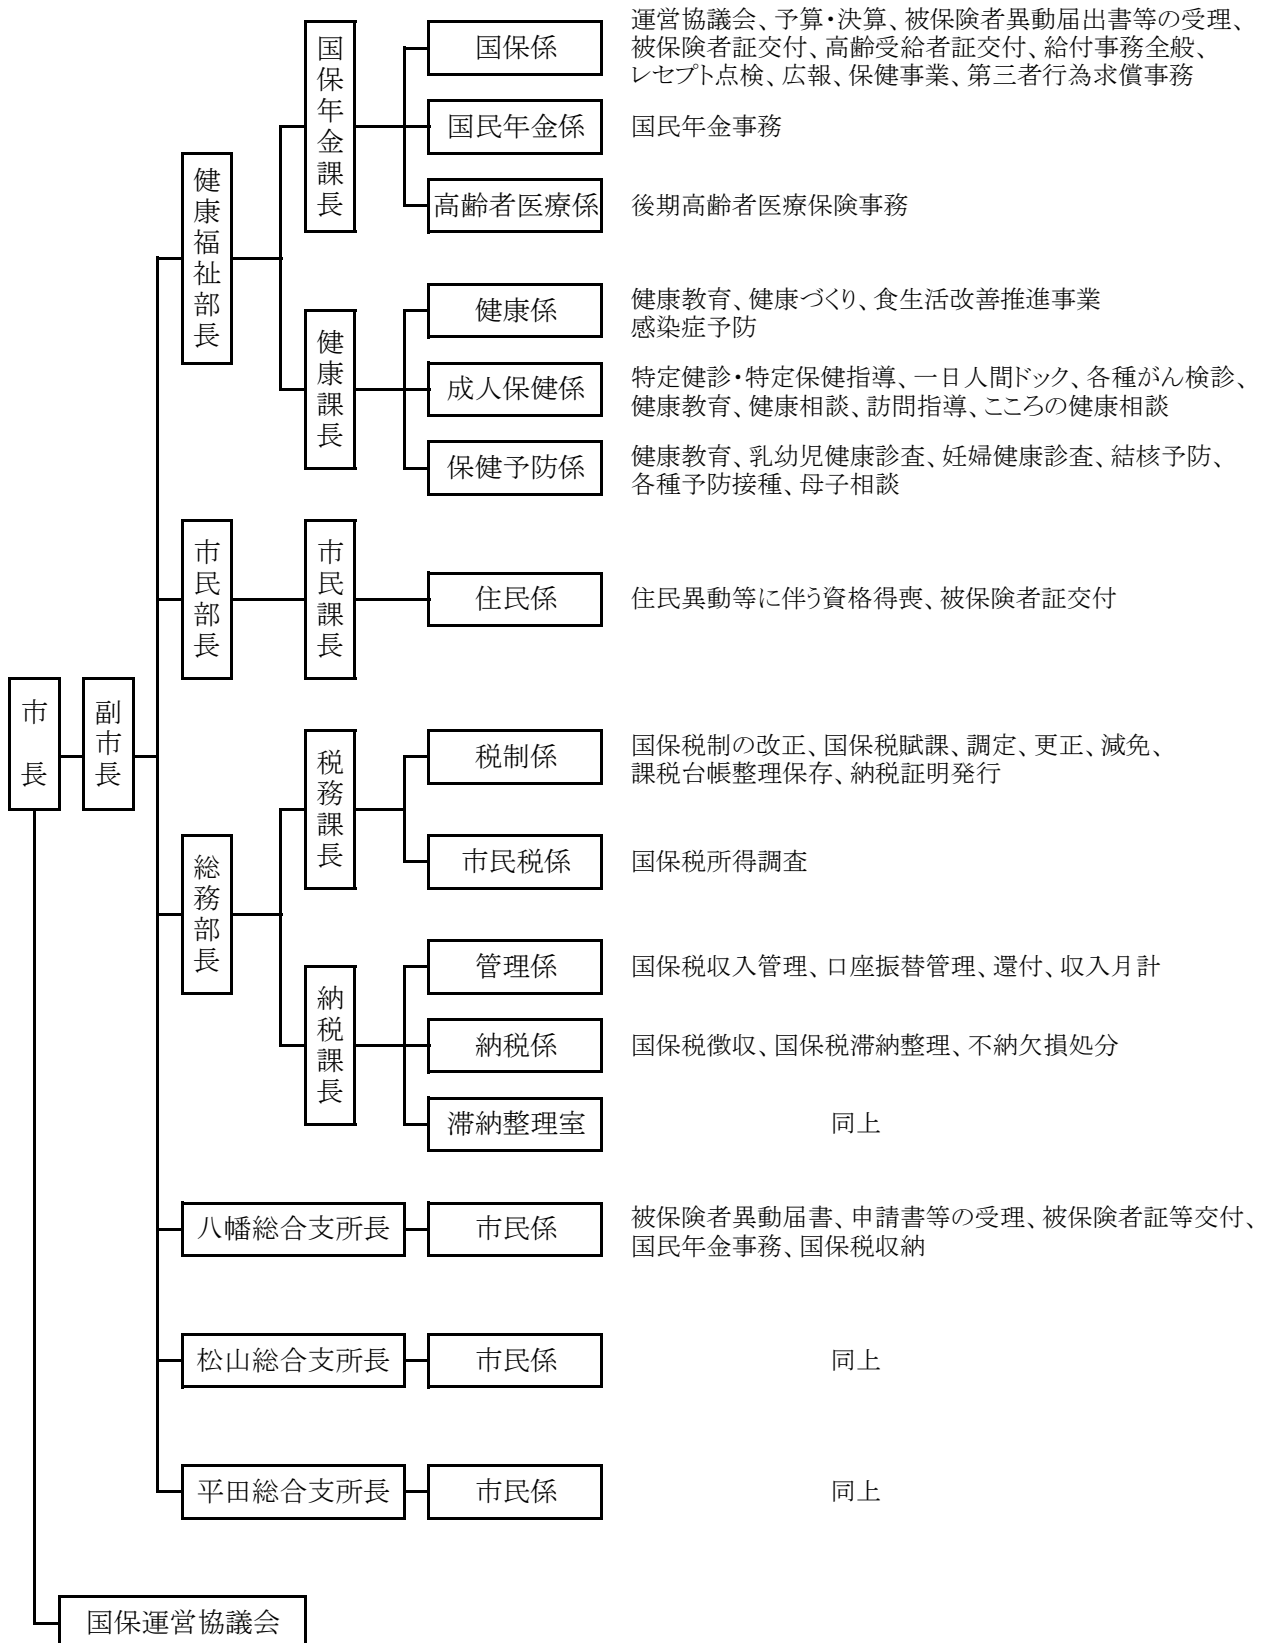 市長
副市長
健康福祉部長
国保年金課長
国保係
運営協議会、予算・決算、被保険者異動届出書等の受理、
被保険者証交付、高齢受給者証交付、給付事務全般、
レセプト点検、広報、保健事業、第三者行為求償事務
国民年金係
国民年金事務
高齢者医療係
後期高齢者医療保険事務
健康課長
健康係
健康教育、健康づくり、食生活改善推進事業
感染症予防
成人保健係
特定健診・特定保健指導、一日人間ドック、各種がん検診、
健康教育、健康相談、訪問指導、こころの健康相談
保健予防係
健康教育、乳幼児健康診査、妊婦健康診査、結核予防、
各種予防接種、母子相談
市民部長
市民課長
住民係
住民異動等に伴う資格得喪、被保険者証交付
総務部長
税務課長
税制係
国保税制の改正、国保税賦課、調定、更正、減免、
課税台帳整理保存、納税証明発行
市民税係
国保税所得調査
納税課長
管理係
国保税収入管理、口座振替管理、還付、収入月計
納税係
国保税徴収、国保税滞納整理、不納欠損処分
滞納整理室
同上
八幡総合支所長
市民係
被保険者異動届書、申請書等の受理、被保険者証等交付、
国民年金事務、国保税収納
松山総合支所長
市民係
同上
平田総合支所長
市民係
同上
国保運営協議会